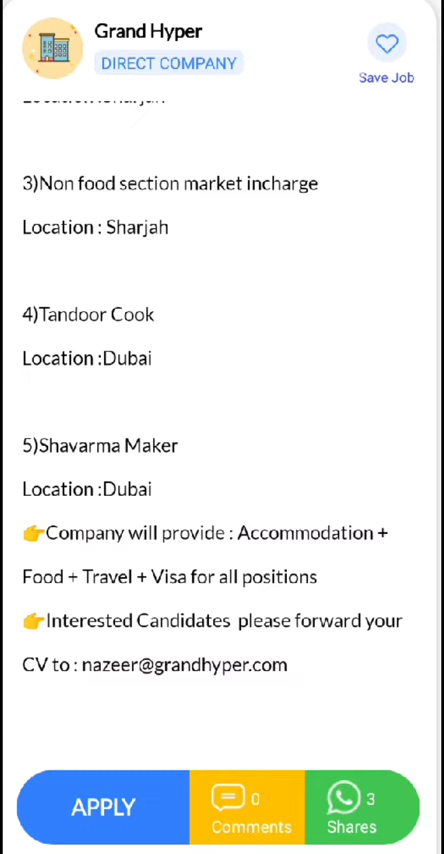 Grand Hyper
DIRECT COMPANY
Save Job
3)Non food section market incharge
Location : Sharjah
4)Tandoor Cook
Location :Dubai
5)Shavarma Maker
Location :Dubai
👉Company will provide : Accommodation +
Food + Travel + Visa for all positions
👉Interested Candidates please forward your
CV to : nazeer@grandhyper.com
APPLY
0
Comments
3
Shares